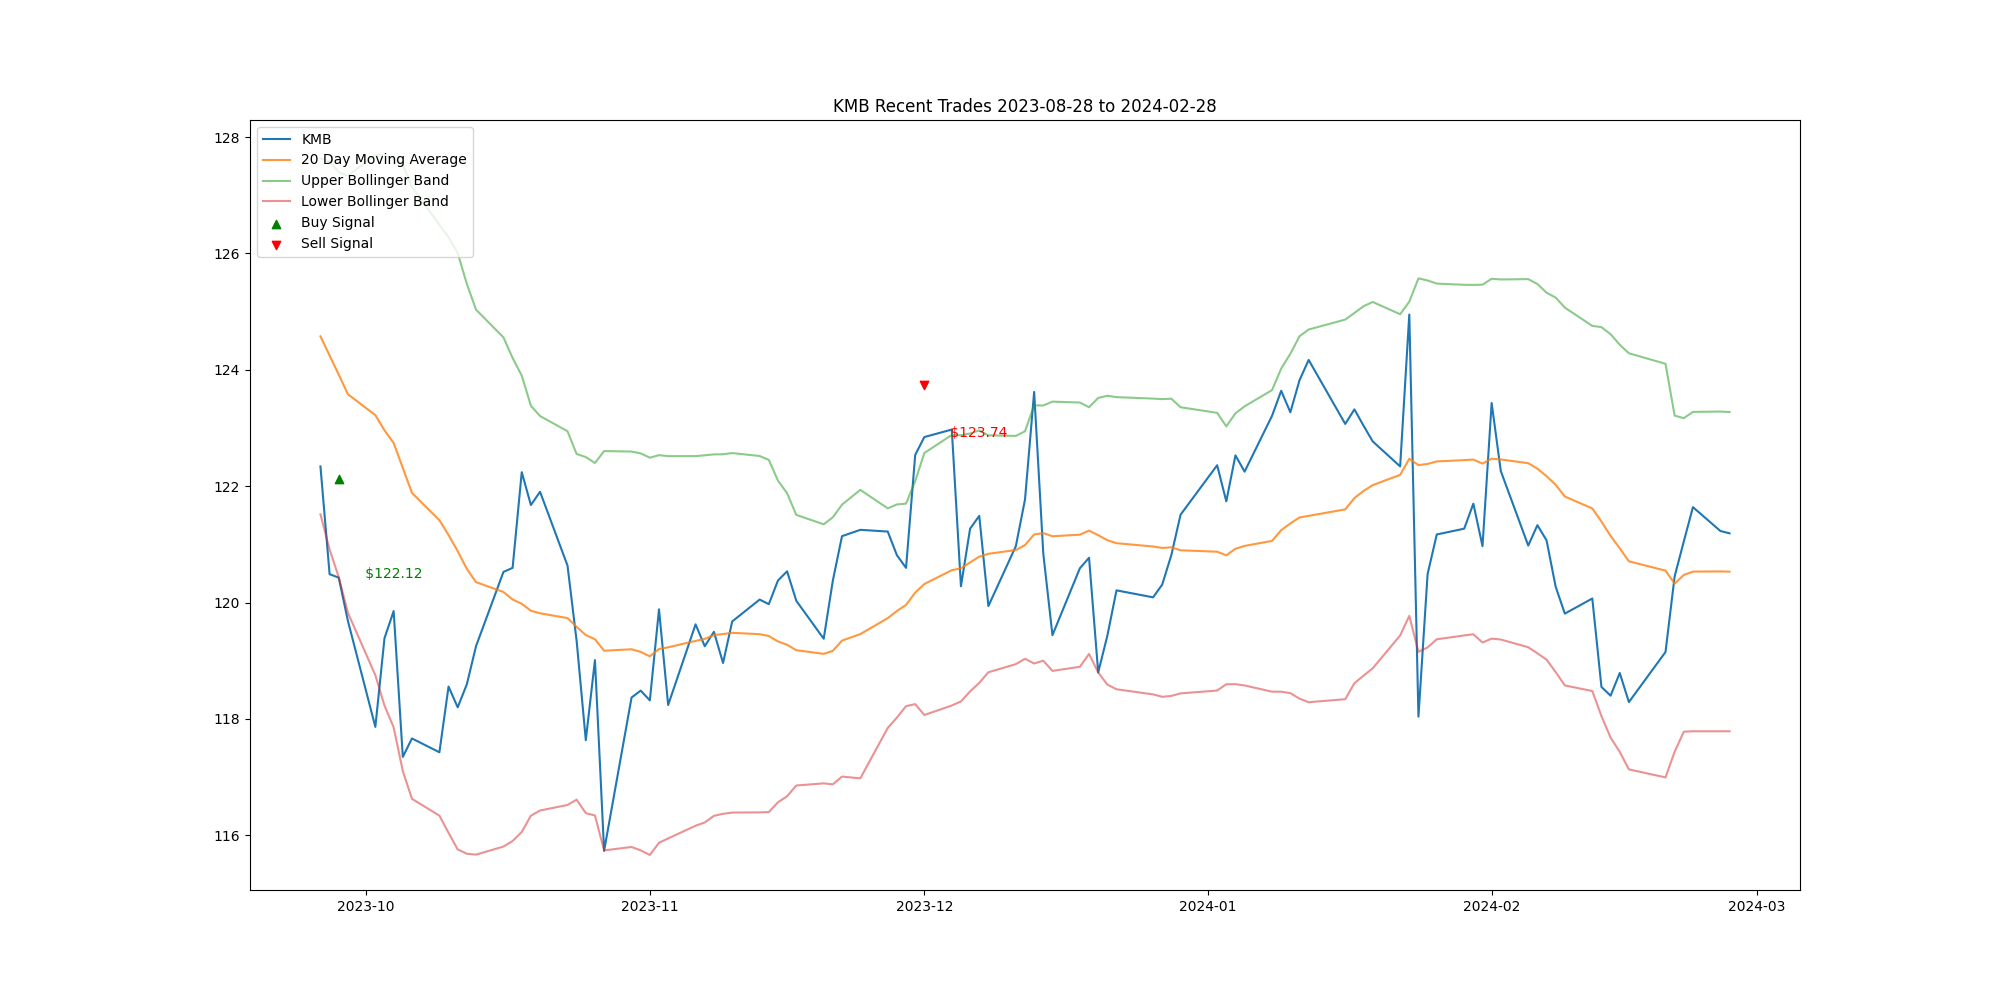 KMB Recent Trades 2023-08-28 to 2024-02-28
128
126
124
122
120
118
116
KMB
20 Day Moving Average
Upper Bollinger Band
Lower Bollinger Band
Buy Signal
Sell Signal
$123.74
$122.12
2023-10
2023-11
2023-12
2024-01
2024-02
2024-03